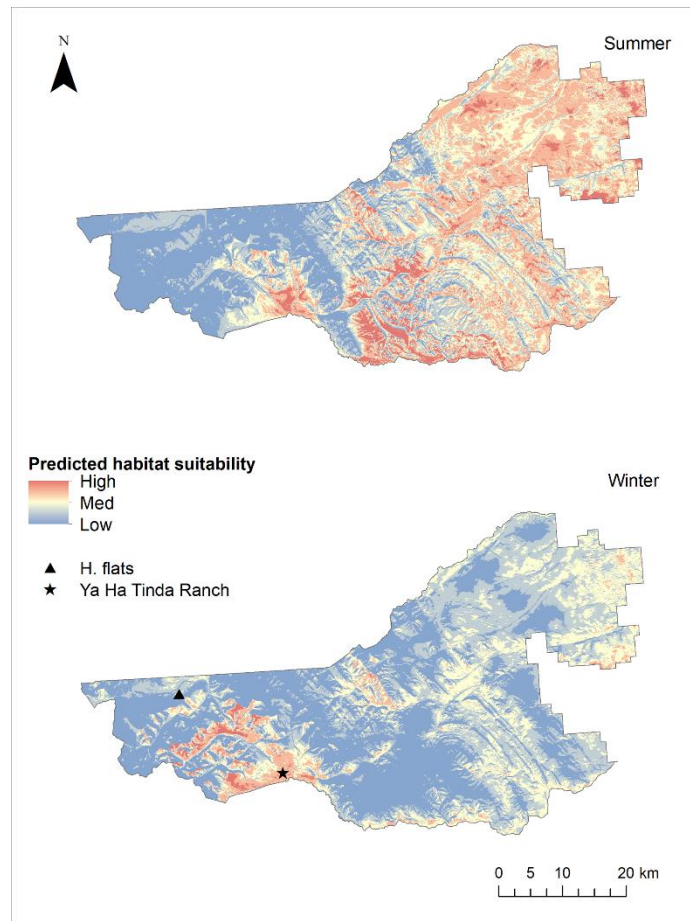 N
Summer
Predicted habitat suitability
High
Med
Low
Winter
H. flats
Ya Ha Tinda Ranch
0 5 10 20 km